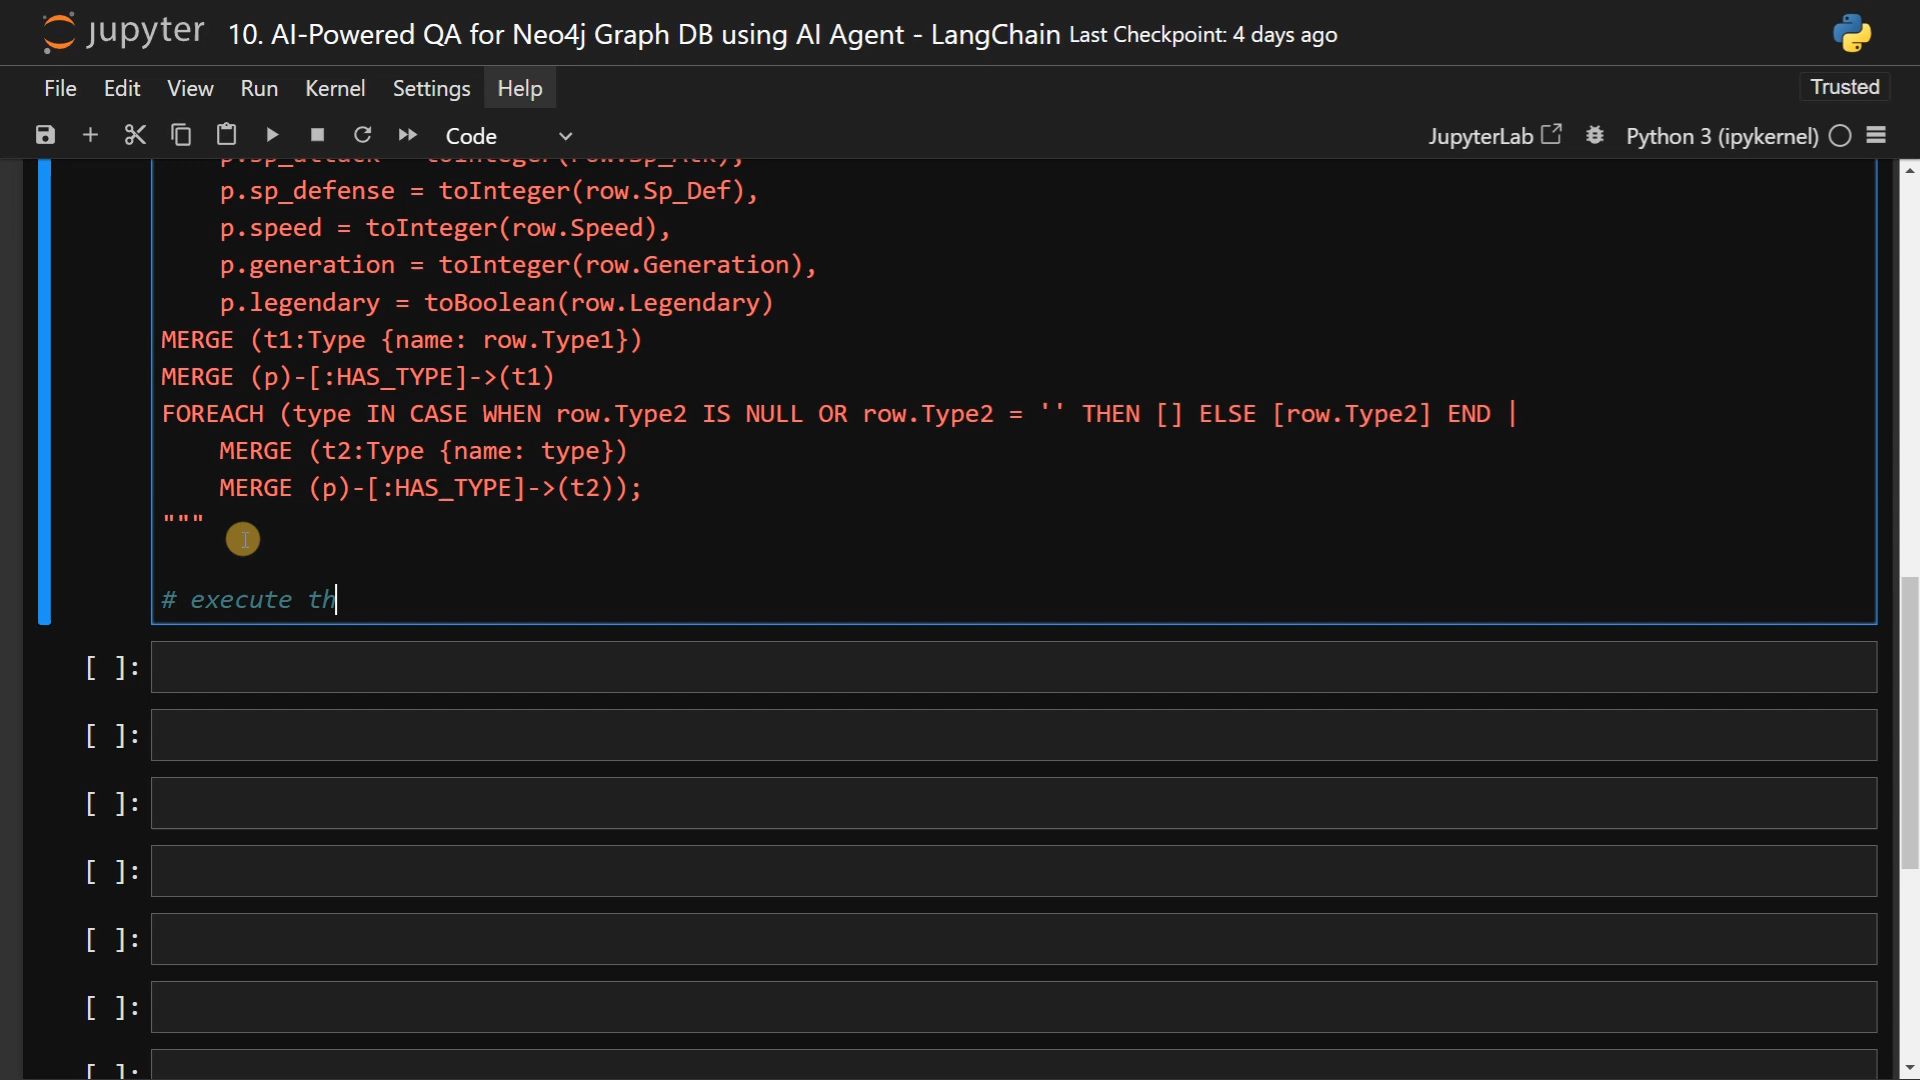 jupyter 10. AI-Powered QA for Neo4j Graph DB using AI Agent - LangChain Last Checkpoint: 4 days ago
File Edit View Run Kernel Settings Help Trusted
Code JupyterLab Python 3 (ipykernel)
p.sp_attack = toInteger(row.Sp_Atk),
p.sp_defense = toInteger(row.Sp_Def),
p.speed = toInteger(row.Speed),
p.generation = toInteger(row.Generation),
p.legendary = toBoolean(row.Legendary)
MERGE (t1:Type {name: row.Type1})
MERGE (p)-[:HAS_TYPE]->(t1)
FOREACH (type IN CASE WHEN row.Type2 IS NULL OR row.Type2 = '' THEN [] ELSE [row.Type2] END |
MERGE (t2:Type {name: type})
MERGE (p)-[:HAS_TYPE]->(t2));
"""
# execute th
[ ]:
[ ]:
[ ]:
[ ]:
[ ]:
[ ]:
[ ]: